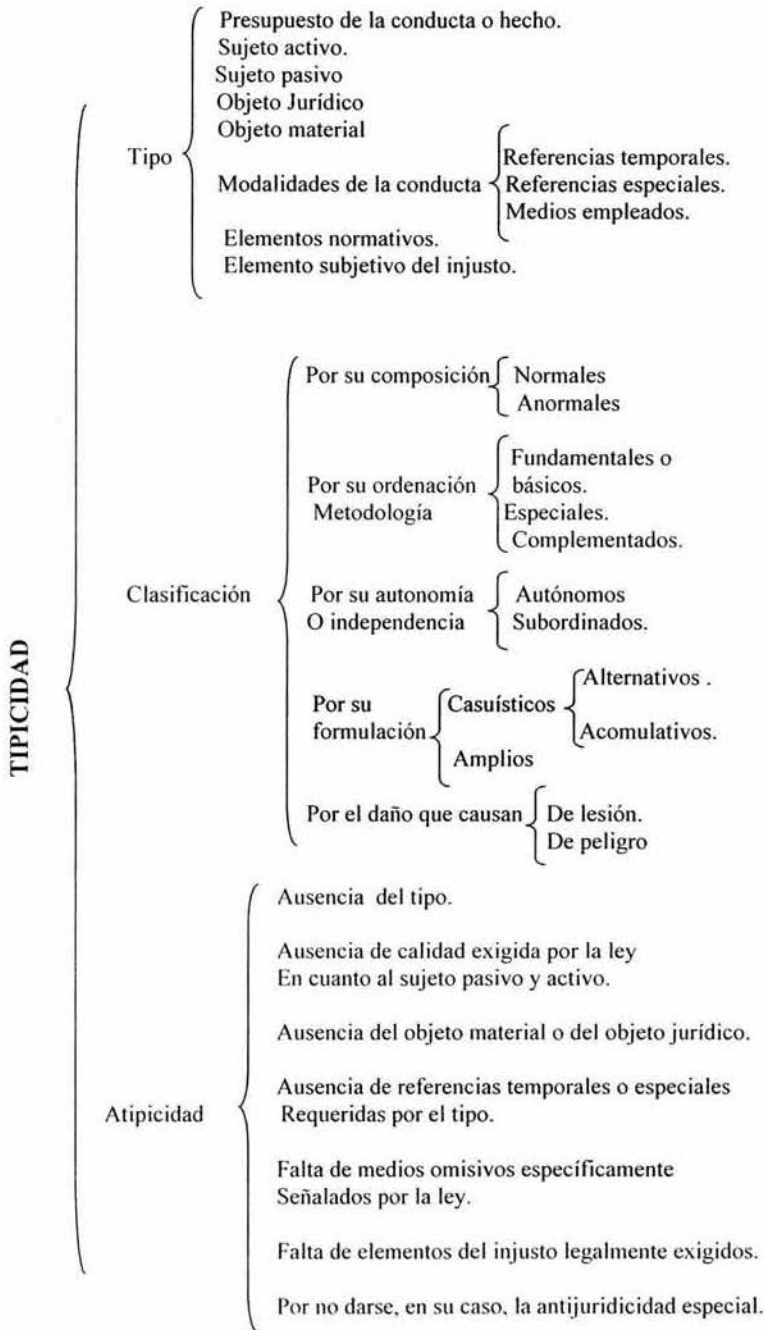 Presupuesto de la conducta o hecho.
Sujeto activo.
Sujeto pasivo
Objeto Jurídico
Objeto material
Tipo
Modalidades de la conducta
Referencias temporales.
Referencias especiales.
Medios empleados.
Elementos normativos.
Elemento subjetivo del injusto.
TIPICIDAD
Clasificación
Por su composición
Normales
Anormales
Por su ordenación
Metodología
Fundamentales o
básicos.
Especiales.
Complementados.
Por su autonomía
O independencia
Autónomos
Subordinados.
Por su
formulación
Casuísticos
Alternativos .
Acomulativos.
Amplios
Por el daño que causan
De lesión.
De peligro
Atipicidad
Ausencia del tipo.
Ausencia de calidad exigida por la ley
En cuanto al sujeto pasivo y activo.
Ausencia del objeto material o del objeto jurídico.
Ausencia de referencias temporales o especiales
Requeridas por el tipo.
Falta de medios omisivos específicamente
Señalados por la ley.
Falta de elementos del injusto legalmente exigidos.
Por no darse, en su caso, la antijuridicidad especial.